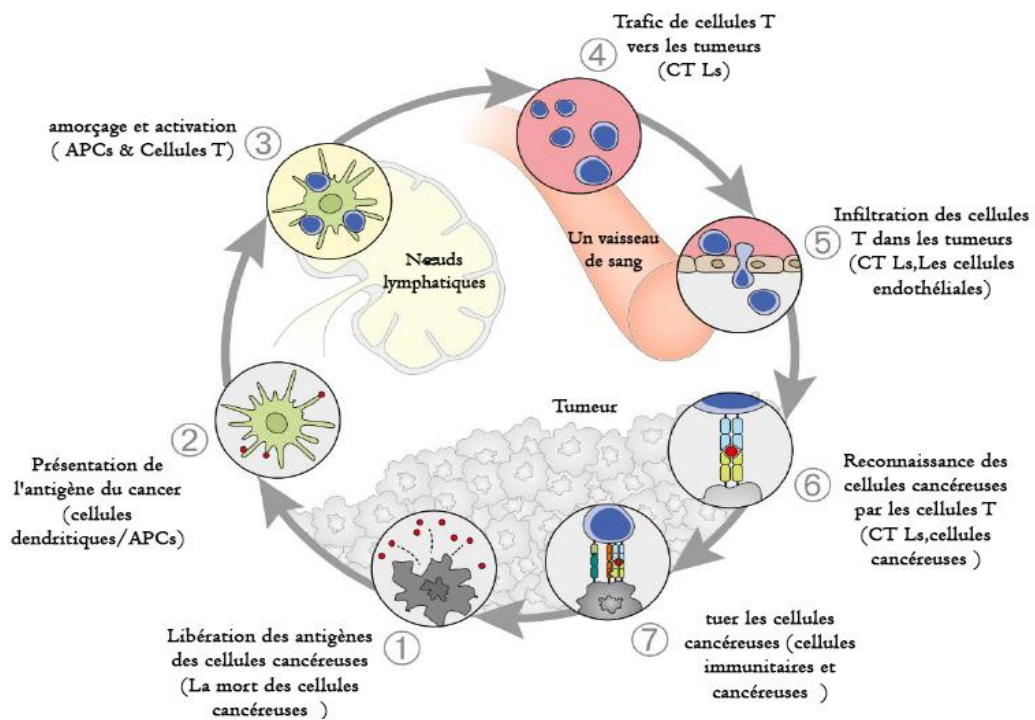 Trafic de cellules T
vers les tumeurs
(CT Ls)
④
amorçage et activation
( APCs & Cellules T)
③
Un vaisseau
de sang
Nœuds
lymphatiques
Infiltration des cellules
T dans les tumeurs
(CT Ls,Les cellules
endothéliales)
⑤
Tumeur
②
Présentation de
l'antigène du cancer
(cellules
dendritiques/APCs)
⑥
Reconnaissance des
cellules cancéreuses
par les cellules T
(CT Ls,cellules
cancéreuses )
①
Libération des antigènes
des cellules cancéreuses
(La mort des cellules
cancéreuses )
⑦
tuer les cellules
cancéreuses (cellules
immunitaires et
cancéreuses )